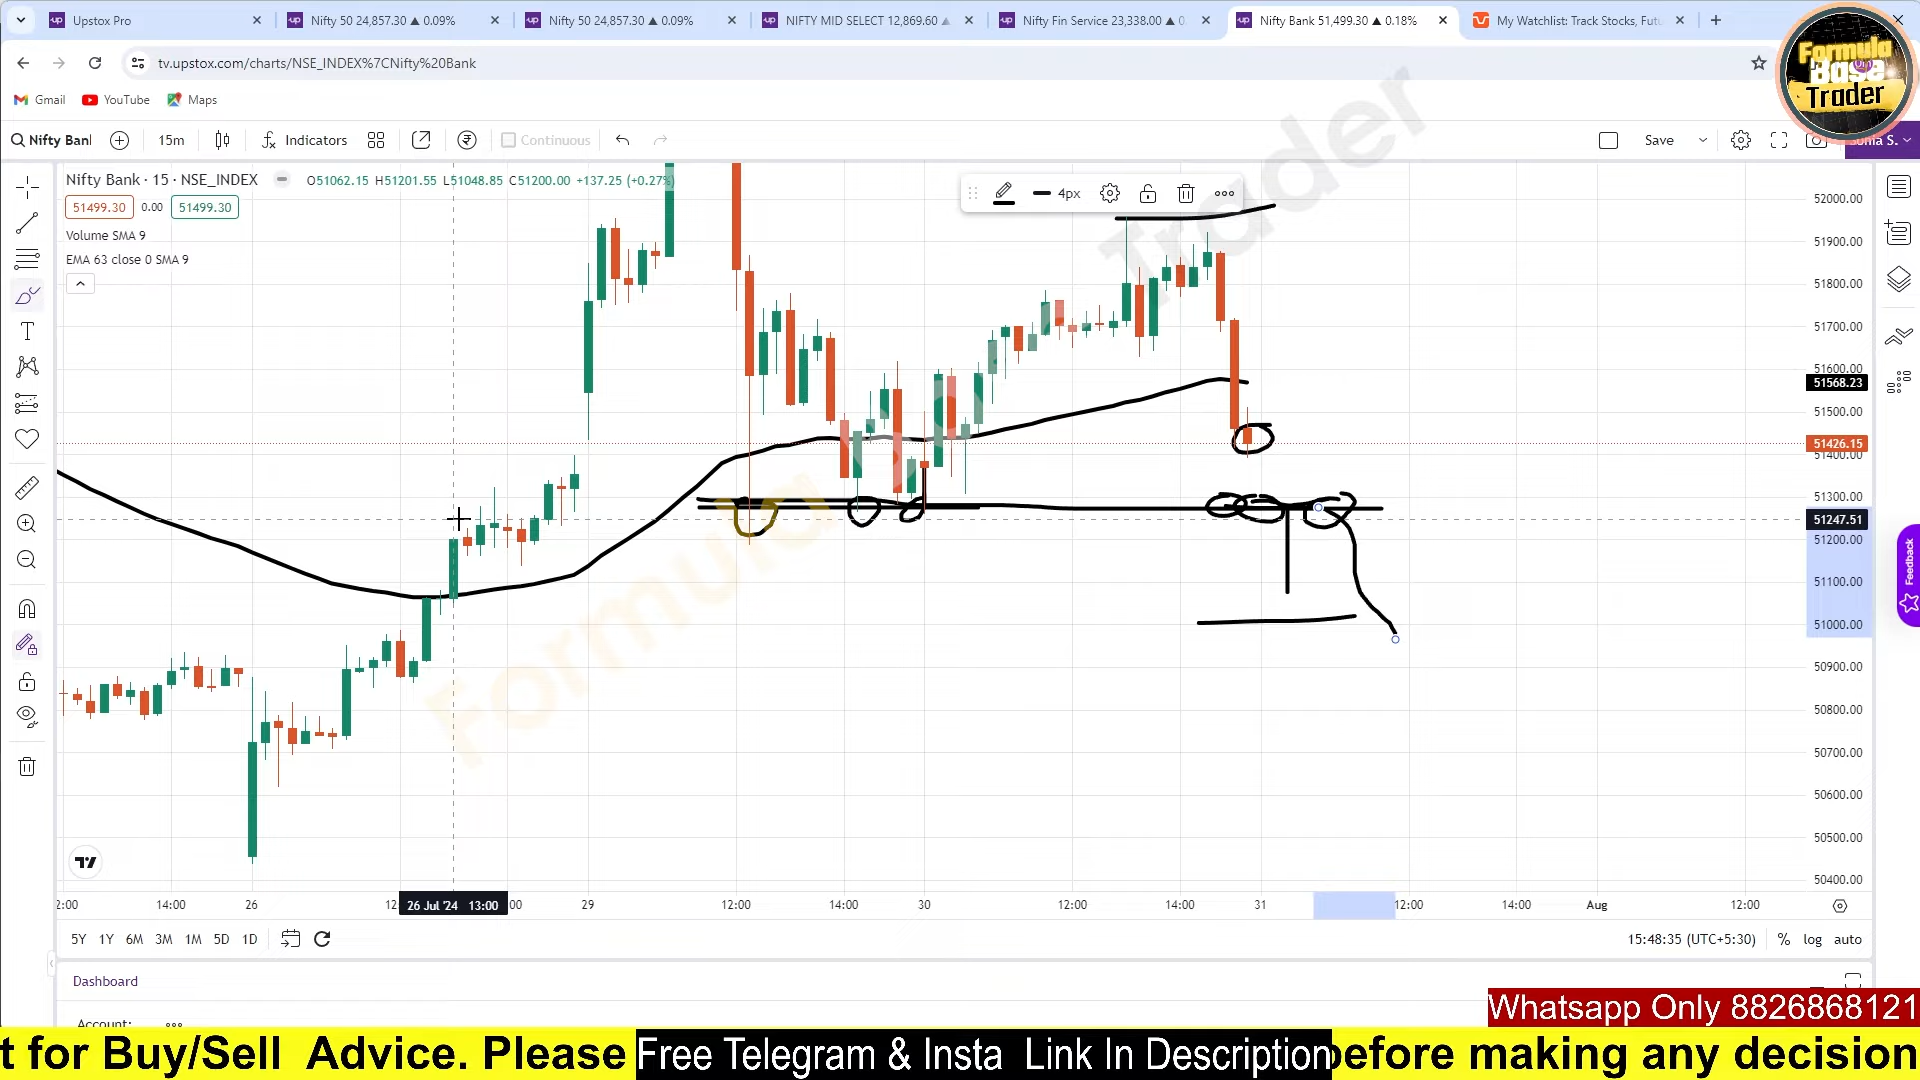 Upstox Pro
Nifty 50 24,857.30 ▲ 0.09%
Nifty 50 24,857.30 ▲ 0.09%
NIFTY MID SELECT 12,869.60 ▲
Nifty Fin Service 23,338.00 ▲ 0
Nifty Bank 51,499.30 ▲ 0.18%
My Watchlist: Track Stocks, Futu
tv.upstox.com/charts/NSE_INDEX%7CNifty%20Bank
Gmail
YouTube
Maps
Formula
Base
Trader
Nifty Banl
15m
Indicators
Continuous
Save
Sonia S.
Nifty Bank · 15 · NSE_INDEX
O51062.15 H51201.55 L51048.85 C51200.00 +137.25 (+0.27%)
51499.30 0.00 51499.30
Volume SMA 9
EMA 63 close 0 SMA 9
4px
Formula
Trader
52000.00
51900.00
51800.00
51700.00
51600.00
51568.23
51500.00
51426.15
51400.00
51300.00
51247.51
51200.00
51100.00
51000.00
50900.00
50800.00
50700.00
50600.00
50500.00
50400.00
Feedback
2:00 14:00 26 12 26 Jul '24 13:00 :00 29 12:00 14:00 30 12:00 14:00 31 12:00 14:00 Aug 12:00
5Y 1Y 6M 3M 1M 5D 1D
15:48:35 (UTC+5:30) % log auto
Dashboard
Account:
Whatsapp Only 8826868121
t for Buy/Sell Advice. Please
Free Telegram & Insta Link In Description
before making any decision